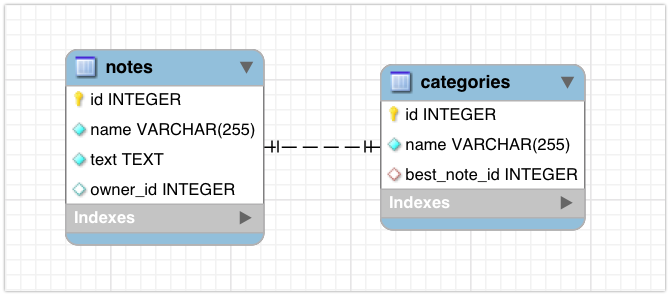 notes
id INTEGER
name VARCHAR(255)
text TEXT
owner_id INTEGER
Indexes
categories
id INTEGER
name VARCHAR(255)
best_note_id INTEGER
Indexes